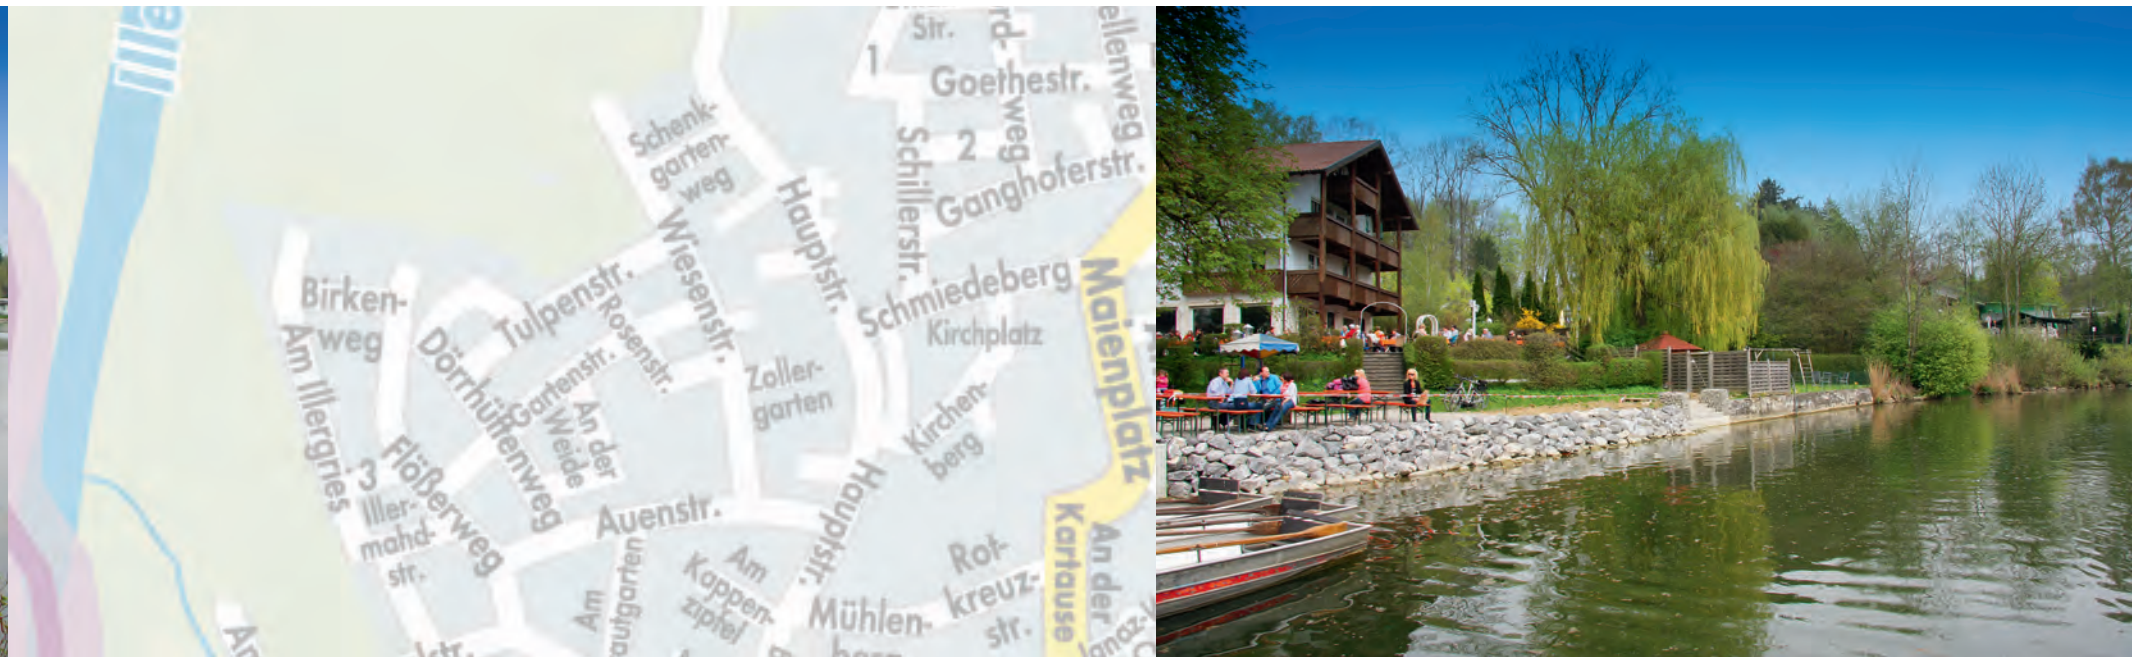 Str.
1
Goethestr.
Schenk-
garten-
weg
2
weg
ellenweg
Schillerstr.
Ganghoferstr.
Hauptstr.
Wiesenstr.
Schmiedeberg
Kirchplatz
Maienplatz
Birken-
weg
Tulpenstr.
Rosenstr.
Am Illergries
Dörrhüttenweg
Gartenstr.
Zoller-
garten
An der
Weide
Kirchen-
berg
3
Flößerweg
Iller-
mahd-
str.
Auenstr.
Hauptstr.
Am
Kappen-
zipfel
Rot-
kreuz-
str.
Mühlen-
An der
Kartause
Am